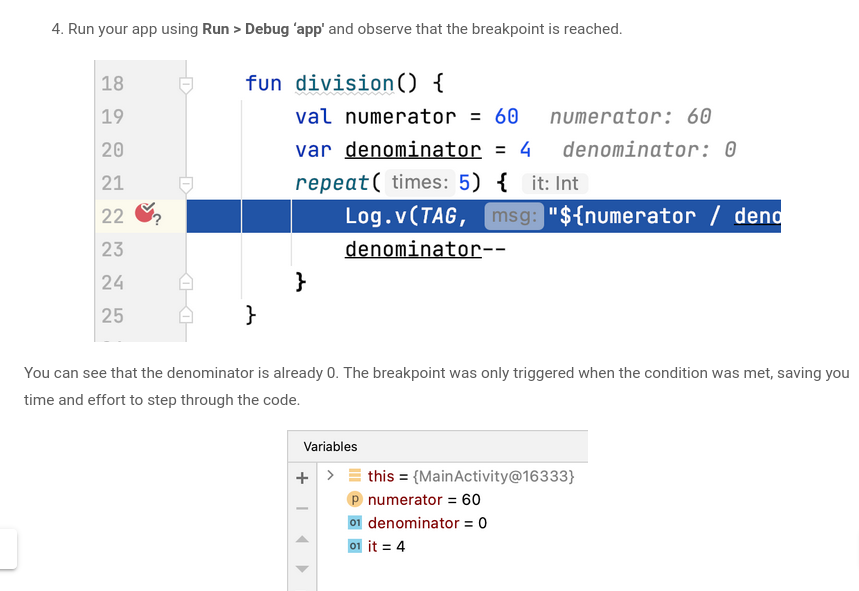 4. Run your app using Run > Debug ‘app' and observe that the breakpoint is reached.
18 fun division() {
19 val numerator = 60 numerator: 60
20 var denominator = 4 denominator: 0
21 repeat( times: 5) { it: Int
22 ? Log.v(TAG, msg: "${numerator / deno
23 denominator--
24 }
25 }
You can see that the denominator is already 0. The breakpoint was only triggered when the condition was met, saving you
time and effort to step through the code.
Variables
this = {MainActivity@16333}
p numerator = 60
01 denominator = 0
01 it = 4